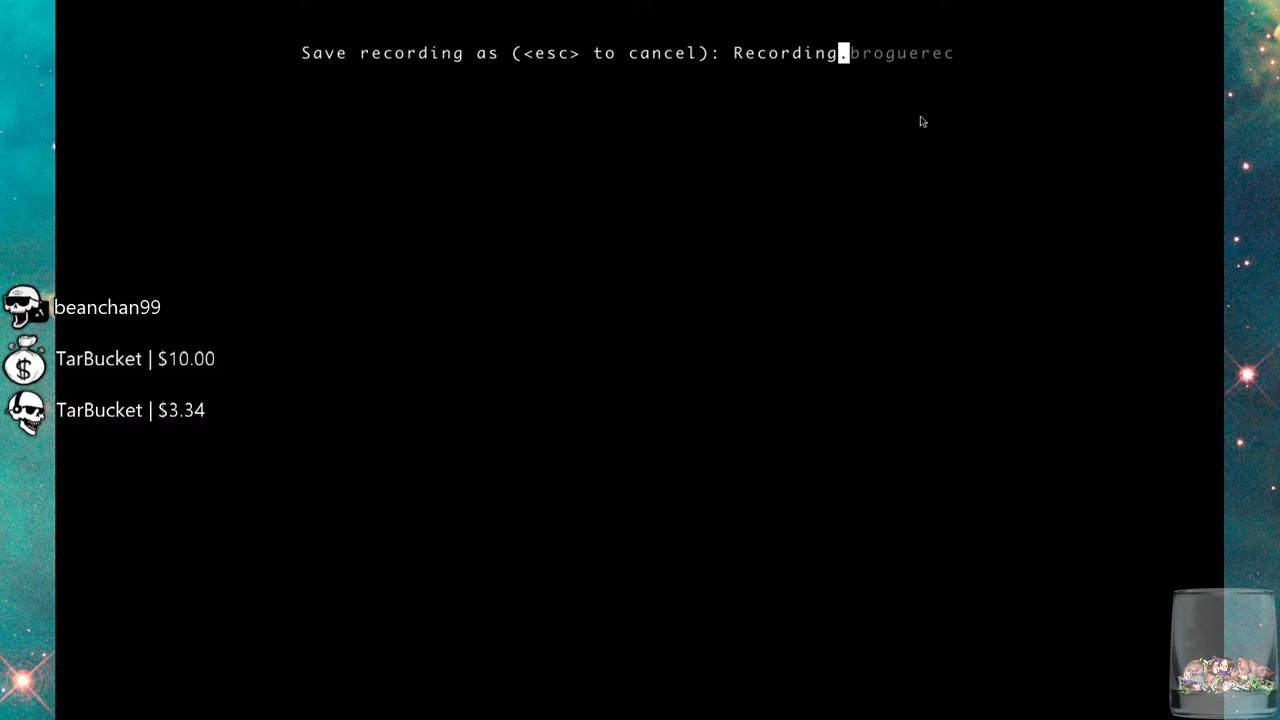 Save recording as (<esc> to cancel): Recording.broguerec
beanchan99
TarBucket | $10.00
TarBucket | $3.34